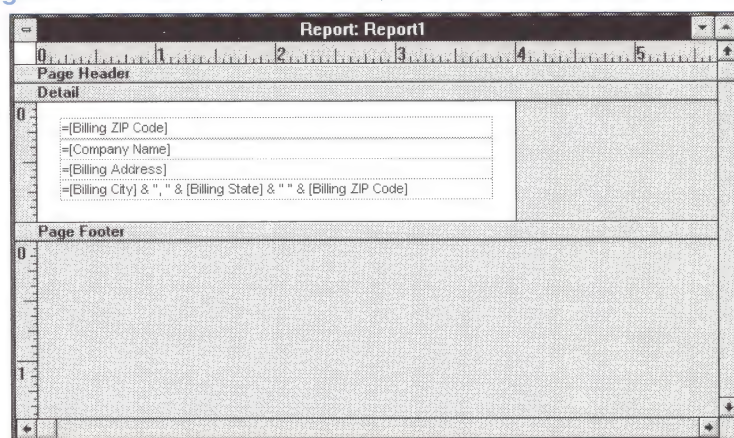 Report: Report1
0 1 2 3 4 5
Page Header
Detail
0
=[Billing ZIP Code]
=[Company Name]
=[Billing Address]
=[Billing City] & ", " & [Billing State] & " " & [Billing ZIP Code]
Page Footer
0
1